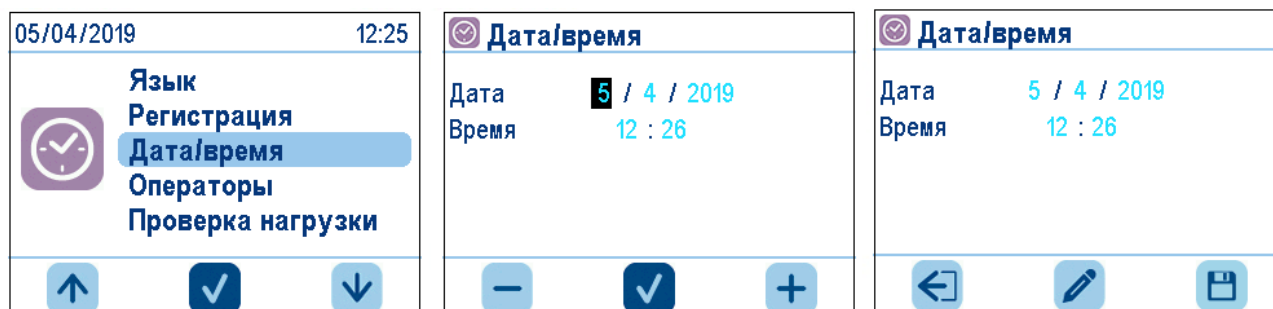 05/04/2019 12:25
Язык
Регистрация
Дата/время
Операторы
Проверка нагрузки
Дата/время
Дата 5 / 4 / 2019
Время 12 : 26
Дата/время
Дата 5 / 4 / 2019
Время 12 : 26